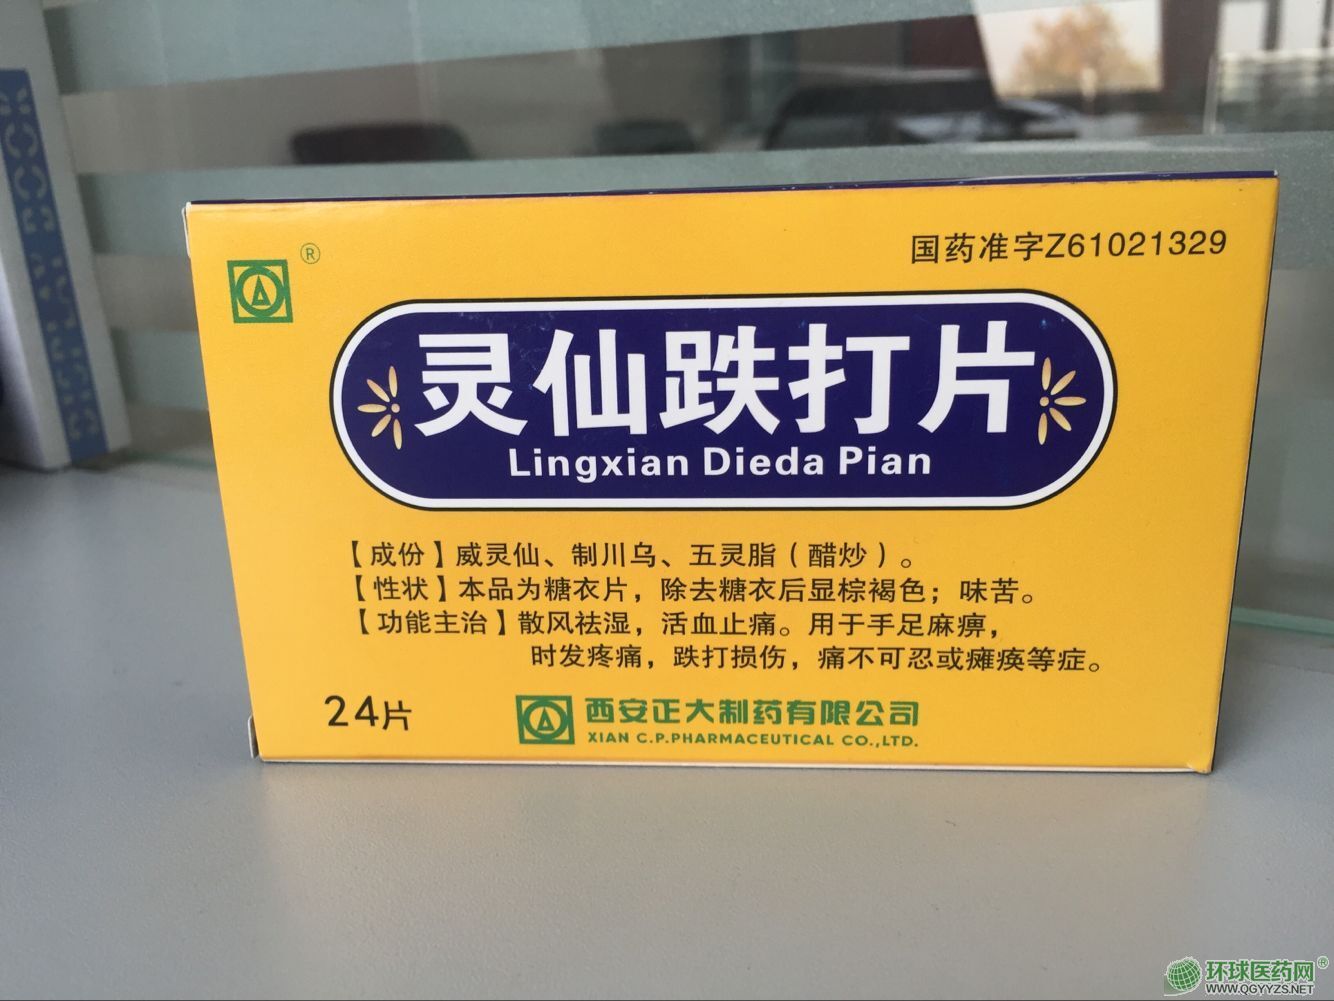 ®
国药准字Z61021329
灵仙跌打片
Lingxian Dieda Pian
【成份】威灵仙、制川乌、五灵脂（醋炒）。
【性状】本品为糖衣片，除去糖衣后显棕褐色；味苦。
【功能主治】散风祛湿，活血止痛。用于手足麻痹，
时发疼痛，跌打损伤，痛不可忍或瘫痪等症。
24片
西安正大制药有限公司
XIAN C.P.PHARMACEUTICAL CO.,LTD.
环球医药网®
WWW.QGYYZS.NET